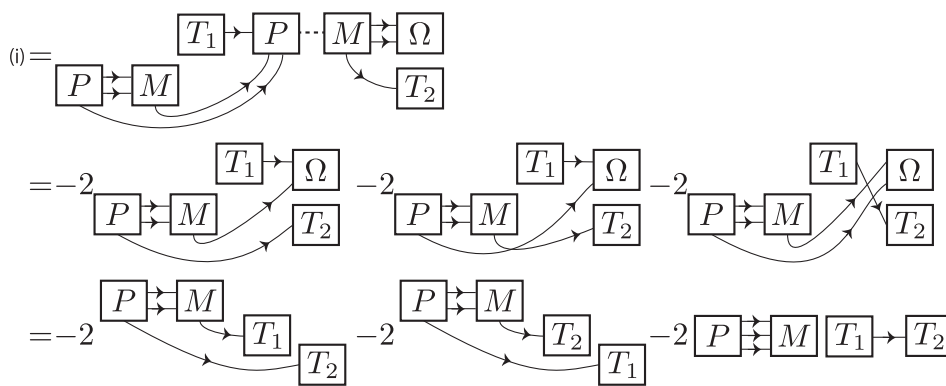 T₁ P M Ω
(i) =
P M T₂
T₁ T₁ T₁
=-2 P M Ω T₂ -2 P M Ω T₂ -2 P M Ω T₂
=-2 P M T₁ T₂ -2 P M T₂ T₁ -2 P M T₁ T₂